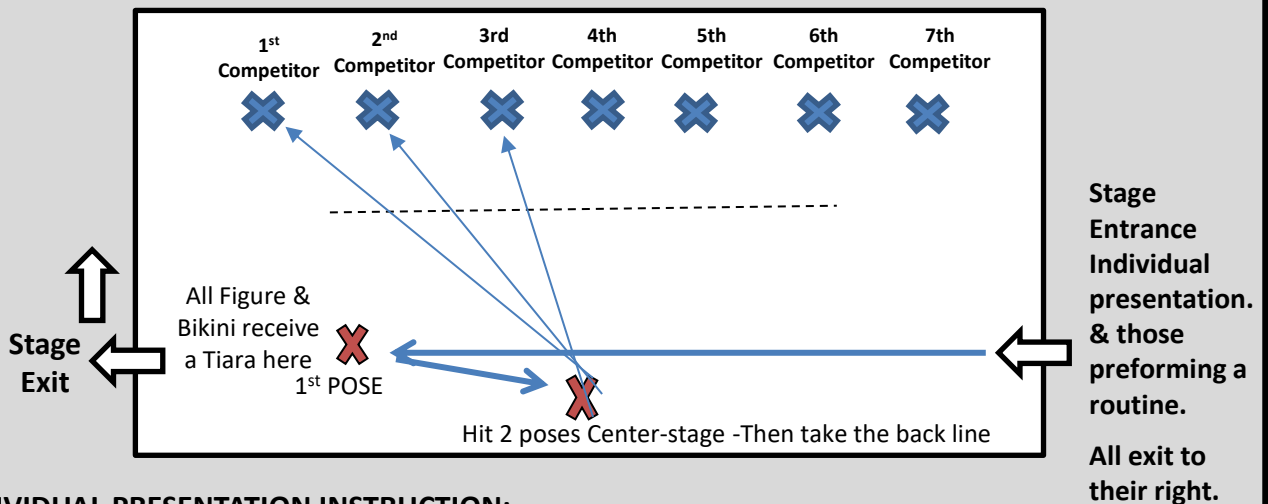 1st 2nd 3rd 4th 5th 6th 7th
Competitor Competitor Competitor Competitor Competitor Competitor Competitor
Stage
Entrance
Individual
presentation.
& those
preforming a
routine.
All exit to
their right.
All Figure &
Bikini receive
a Tiara here
1st POSE
Stage
Exit
Hit 2 poses Center-stage -Then take the back line
PRESENTATION INSTRUCTION: